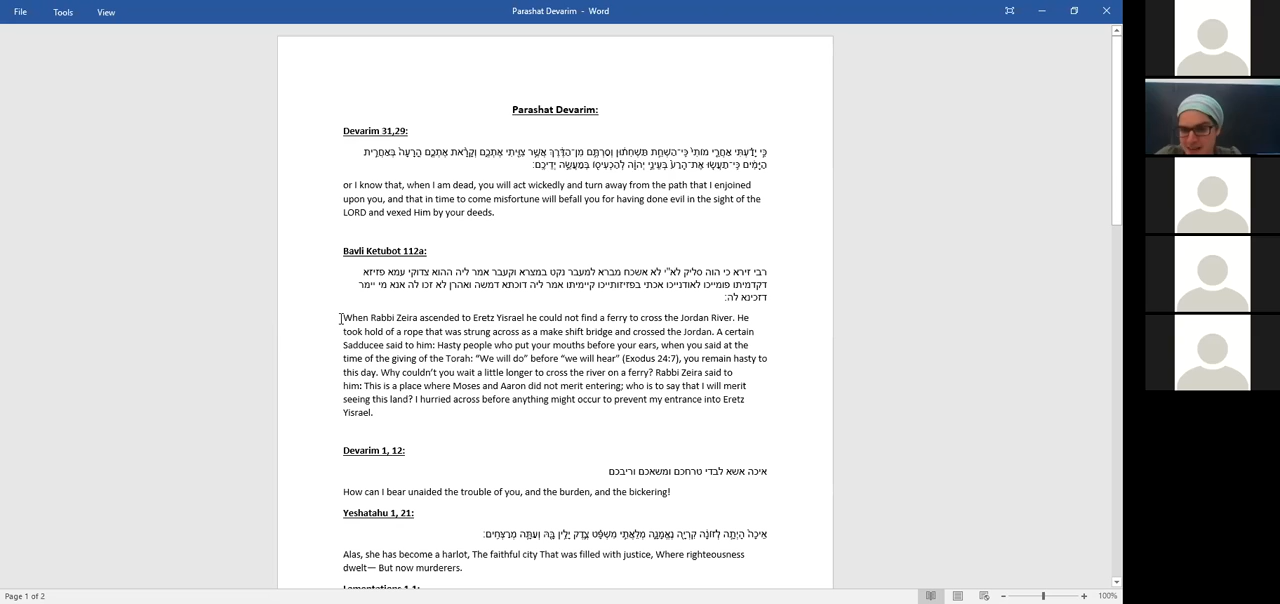 File Tools View Parashat Devarim - Word
Parashat Devarim:
Devarim 31,29:
כִּ֣י יָדַ֗עְתִּי אַחֲרֵ֤י מוֹתִי֙ כִּֽי־הַשְׁחֵ֣ת תַּשְׁחִת֔וּן וְסַרְתֶּ֣ם מִן־הַדֶּ֔רֶךְ אֲשֶׁ֥ר צִוִּ֖יתִי אֶתְכֶ֑ם וְקָרָ֨את אֶתְכֶ֤ם הָרָעָה֙ בְּאַחֲרִ֣ית
הַיָּמִ֔ים כִּֽי־תַעֲשׂ֤וּ אֶת־הָרַע֙ בְּעֵינֵ֣י יְהוָ֔ה לְהַכְעִיס֖וֹ בְּמַעֲשֵׂ֥ה יְדֵיכֶֽם׃
or I know that, when I am dead, you will act wickedly and turn away from the path that I enjoined
upon you, and that in time to come misfortune will befall you for having done evil in the sight of the
LORD and vexed Him by your deeds.
Bavli Ketubot 112a:
רבי זירא כי הוה סליק לא"י לא אשכח מברא למעבר נקט במצרא וקעבר אמר ליה ההוא צדוקי עמא פזיזא
דקדמיתו פומייכו לאודנייכו אכתי בפזיזותייכו קיימיתו אמר ליה דוכתא דמשה ואהרן לא זכו לה אנא מי יימר
דזכינא לה:
When Rabbi Zeira ascended to Eretz Yisrael he could not find a ferry to cross the Jordan River. He
took hold of a rope that was strung across as a make shift bridge and crossed the Jordan. A certain
Sadducee said to him: Hasty people who put your mouths before your ears, when you said at the
time of the giving of the Torah: “We will do” before “we will hear” (Exodus 24:7), you remain hasty to
this day. Why couldn’t you wait a little longer to cross the river on a ferry? Rabbi Zeira said to
him: This is a place where Moses and Aaron did not merit entering; who is to say that I will merit
seeing this land? I hurried across before anything might occur to prevent my entrance into Eretz
Yisrael.
Devarim 1, 12:
איכה אשא לבדי טרחכם ומשאכם וריבכם
How can I bear unaided the trouble of you, and the burden, and the bickering!
Yeshatahu 1, 21:
אֵיכָה֙ הָיְתָ֣ה לְזוֹנָ֔ה קִרְיָ֖ה נֶאֱמָנָ֑ה מְלֵאֲתִ֣י מִשְׁפָּ֗ט צֶ֛דֶק יָלִ֥ין בָּ֖הּ וְעַתָּ֥ה מְרַצְּחִֽים׃
Alas, she has become a harlot, The faithful city That was filled with justice, Where righteousness
dwelt— But now murderers.
Lamentations 1,1:
Page 1 of 2 100%